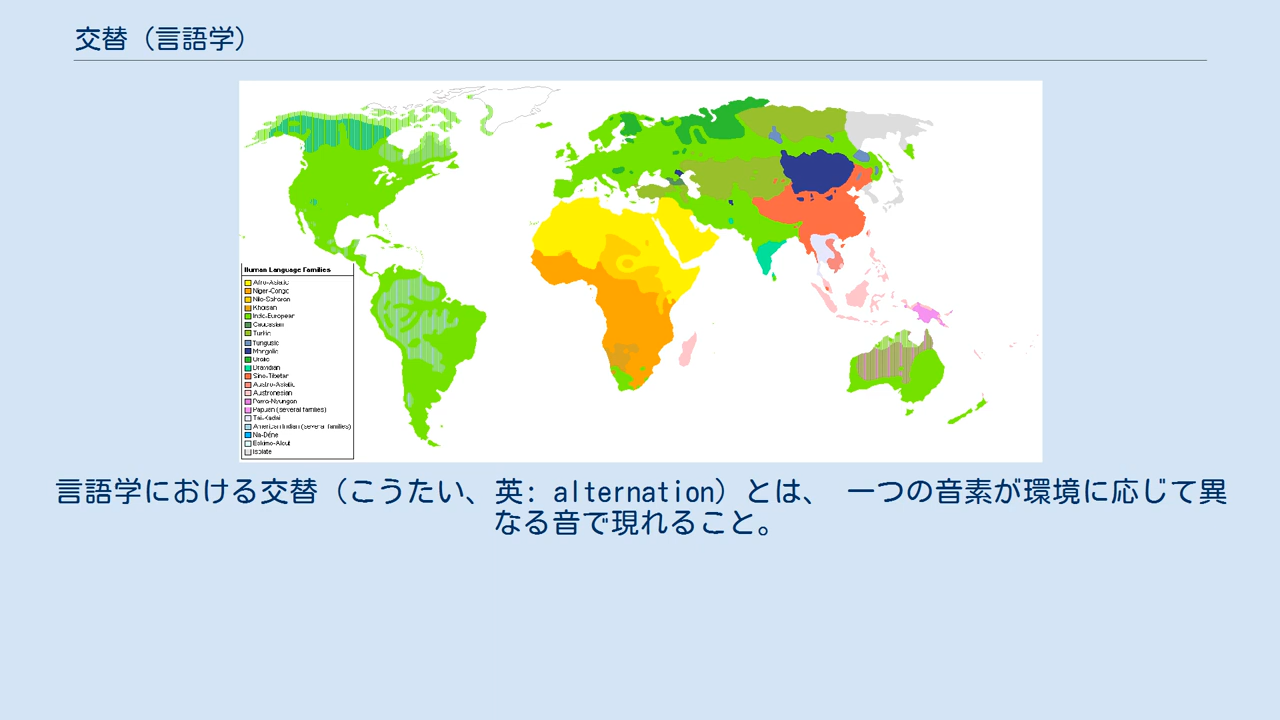 交替（言語学）
Human Language Families
Afro-Asiatic
Niger-Congo
Nilo-Saharan
Khoisan
Indo-European
Caucasian
Turkic
Tungusic
Mongolic
Uralic
Dravidian
Sino-Tibetan
Austro-Asiatic
Austronesian
Pama-Nyungan
Papuan (several families)
Tai-Kadai
American Indian (several families)
Na-Dene
Eskimo-Aleut
Isolate
言語学における交替（こうたい、英: alternation）とは、 一つの音素が環境に応じて異
なる音で現れること。